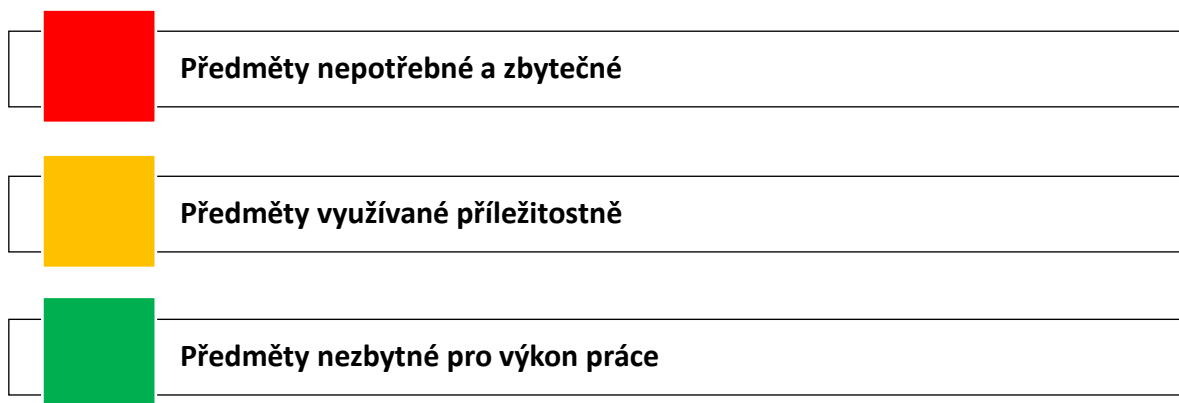 Předměty nepotřebné a zbytečné
Předměty využívané příležitostně
Předměty nezbytné pro výkon práce